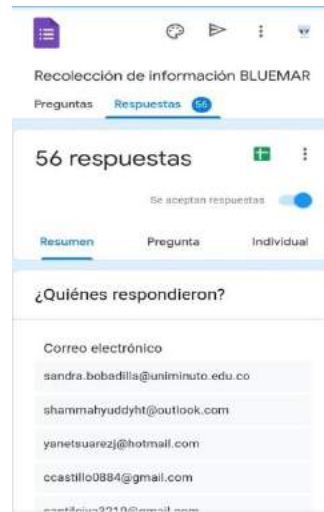 Recolección de información BLUEMAR
Preguntas Respuestas 56
56 respuestas
Se aceptan respuestas
Resumen Pregunta Individual
¿Quiénes respondieron?
Correo electrónico
sandra.bobadilla@uniminuto.edu.co
shammahyuddyht@outlook.com
yanetsuarezj@hotmail.com
ccastillo0884@gmail.com